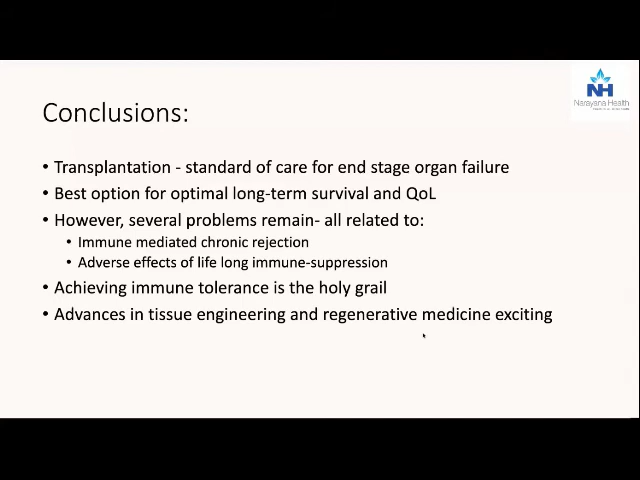 NH
Narayana Health
Conclusions:
• Transplantation - standard of care for end stage organ failure
• Best option for optimal long-term survival and QoL
• However, several problems remain- all related to:
• Immune mediated chronic rejection
• Adverse effects of life long immune-suppression
• Achieving immune tolerance is the holy grail
• Advances in tissue engineering and regenerative medicine exciting